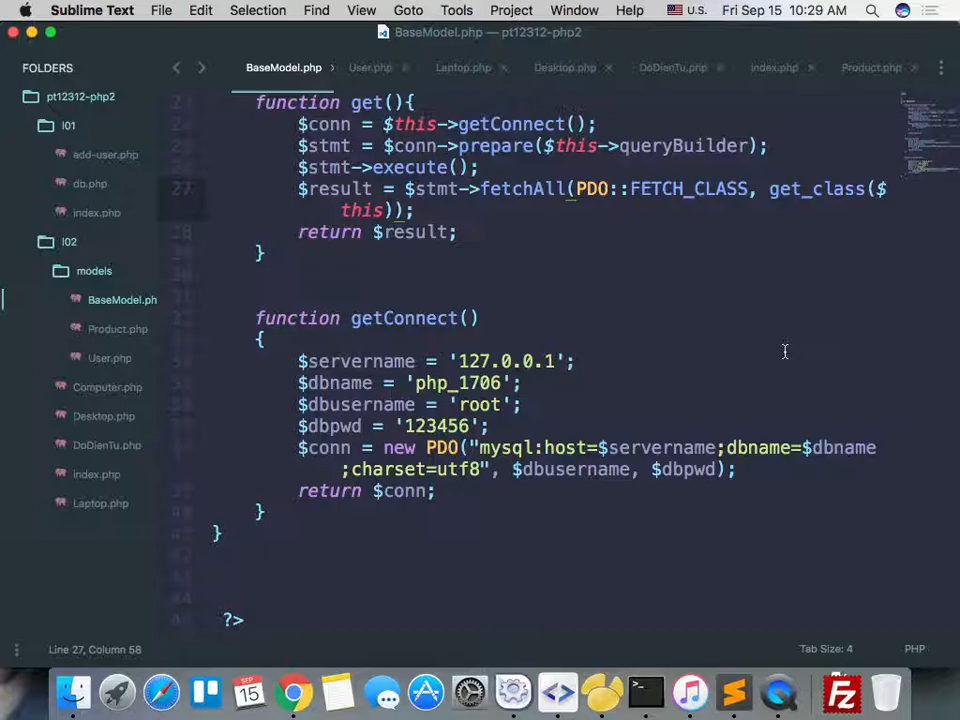 Sublime Text File Edit Selection Find View Goto Tools Project Window Help U.S. Fri Sep 15 10:29 AM
BaseModel.php — pt12312-php2
FOLDERS
BaseModel.php User.php Laptop.php Desktop.php DoDienTu.php index.php Product.php
pt12312-php2
l01
add-user.php
db.php
index.php
l02
models
BaseModel.ph
Product.php
User.php
Computer.php
Desktop.php
DoDienTu.php
index.php
Laptop.php
function get(){
$conn = $this->getConnect();
$stmt = $conn->prepare($this->queryBuilder);
$stmt->execute();
27 $result = $stmt->fetchAll(PDO::FETCH_CLASS, get_class($
this));
return $result;
}
function getConnect()
{
$servername = '127.0.0.1';
$dbname = 'php_1706';
$dbusername = 'root';
$dbpwd = '123456';
$conn = new PDO("mysql:host=$servername;dbname=$dbname
;charset=utf8", $dbusername, $dbpwd);
return $conn;
}
}
?>
Line 27, Column 58 Tab Size: 4 PHP
SEP
15
Fz